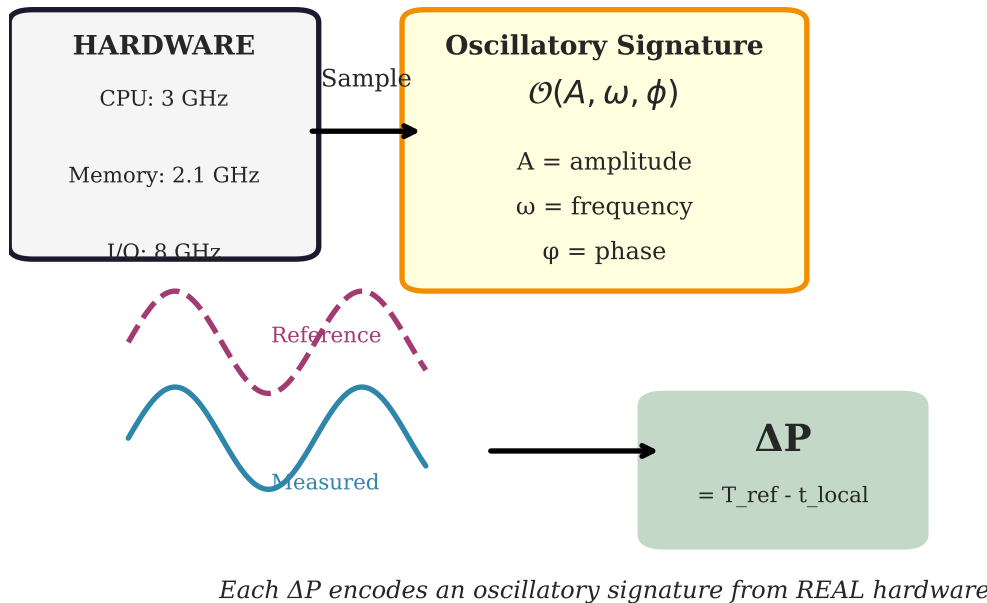 HARDWARE
CPU: 3 GHz
Memory: 2.1 GHz
I/O: 8 GHz
Sample
Oscillatory Signature
𝒪(A, ω, ϕ)
A = amplitude
ω = frequency
φ = phase
Reference
Measured
ΔP
= T_ref - t_local
Each ΔP encodes an oscillatory signature from REAL hardware